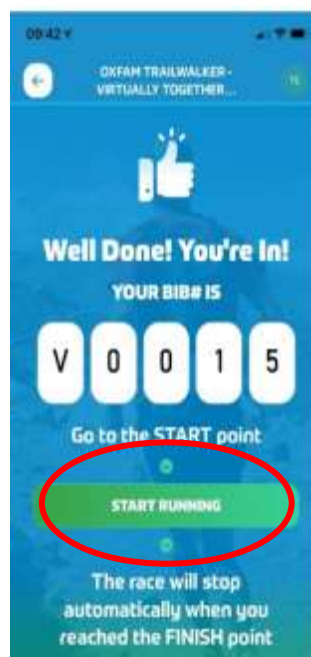 09:42
OXFAM TRAILWALKER -
VIRTUALLY TOGETHER...
Well Done! You're In!
YOUR BIB# IS
V 0 0 1 5
Go to the START point
START RUNNING
The race will stop
automatically when you
reached the FINISH point